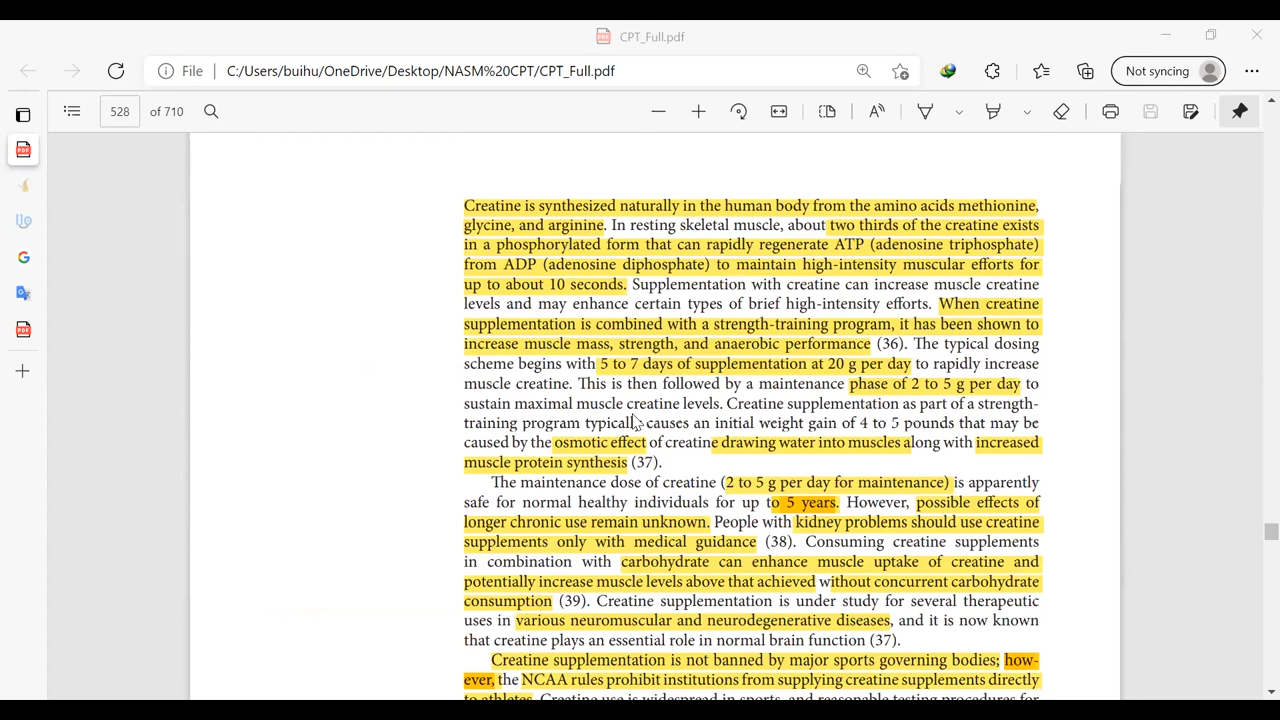 CPT_Full.pdf
File C:/Users/buihu/OneDrive/Desktop/NASM%20CPT/CPT_Full.pdf
Not syncing
528 of 710
Creatine is synthesized naturally in the human body from the amino acids methionine,
glycine, and arginine. In resting skeletal muscle, about two thirds of the creatine exists
in a phosphorylated form that can rapidly regenerate ATP (adenosine triphosphate)
from ADP (adenosine diphosphate) to maintain high-intensity muscular efforts for
up to about 10 seconds. Supplementation with creatine can increase muscle creatine
levels and may enhance certain types of brief high-intensity efforts. When creatine
supplementation is combined with a strength-training program, it has been shown to
increase muscle mass, strength, and anaerobic performance (36). The typical dosing
scheme begins with 5 to 7 days of supplementation at 20 g per day to rapidly increase
muscle creatine. This is then followed by a maintenance phase of 2 to 5 g per day to
sustain maximal muscle creatine levels. Creatine supplementation as part of a strength-
training program typically causes an initial weight gain of 4 to 5 pounds that may be
caused by the osmotic effect of creatine drawing water into muscles along with increased
muscle protein synthesis (37).
The maintenance dose of creatine (2 to 5 g per day for maintenance) is apparently
safe for normal healthy individuals for up to 5 years. However, possible effects of
longer chronic use remain unknown. People with kidney problems should use creatine
supplements only with medical guidance (38). Consuming creatine supplements
in combination with carbohydrate can enhance muscle uptake of creatine and
potentially increase muscle levels above that achieved without concurrent carbohydrate
consumption (39). Creatine supplementation is under study for several therapeutic
uses in various neuromuscular and neurodegenerative diseases, and it is now known
that creatine plays an essential role in normal brain function (37).
Creatine supplementation is not banned by major sports governing bodies; how-
ever, the NCAA rules prohibit institutions from supplying creatine supplements directly
to athletes. Creatine use is widespread in sports, and reasonable testing procedures for